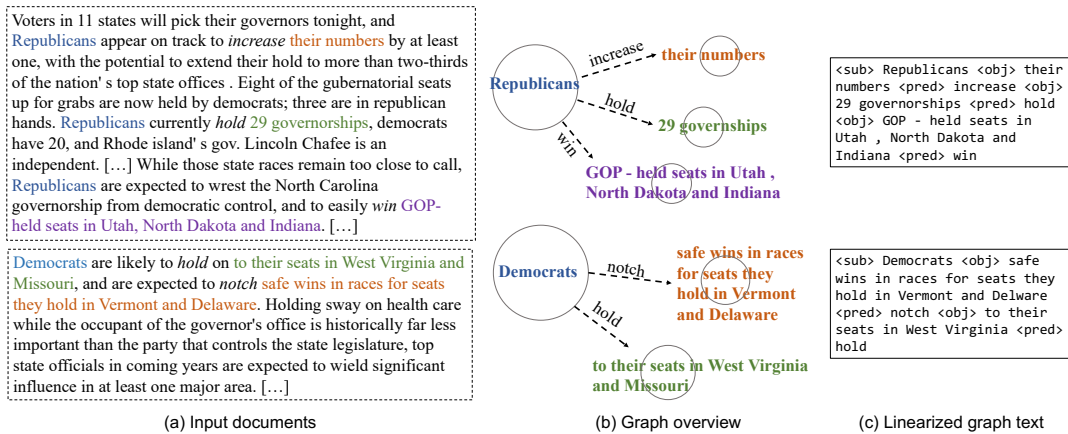 Voters in 11 states will pick their governors tonight, and
Republicans appear on track to increase their numbers by at least
one, with the potential to extend their hold to more than two-thirds
of the nation' s top state offices . Eight of the gubernatorial seats
up for grabs are now held by democrats; three are in republican
hands. Republicans currently hold 29 governorships, democrats
have 20, and Rhode island' s gov. Lincoln Chafee is an
independent. […] While those state races remain too close to call,
Republicans are expected to wrest the North Carolina
governorship from democratic control, and to easily win GOP-
held seats in Utah, North Dakota and Indiana. […]
Democrats are likely to hold on to their seats in West Virginia and
Missouri, and are expected to notch safe wins in races for seats
they hold in Vermont and Delaware. Holding sway on health care
while the occupant of the governor's office is historically far less
important than the party that controls the state legislature, top
state officials in coming years are expected to wield significant
influence in at least one major area. […]
(a) Input documents
Republicans
increase
their numbers
hold
29 governships
win
GOP - held seats in Utah ,
North Dakota and Indiana
Democrats
notch
safe wins in races
for seats they
hold in Vermont
and Delaware
hold
to their seats in West Virginia
and Missouri
(b) Graph overview
<sub> Republicans <obj> their
numbers <pred> increase <obj>
29 governorships <pred> hold
<obj> GOP - held seats in
Utah , North Dakota and
Indiana <pred> win
<sub> Democrats <obj> safe
wins in races for seats they
hold in Vermont and Delware
<pred> notch <obj> to their
seats in West Virginia <pred>
hold
(c) Linearized graph text